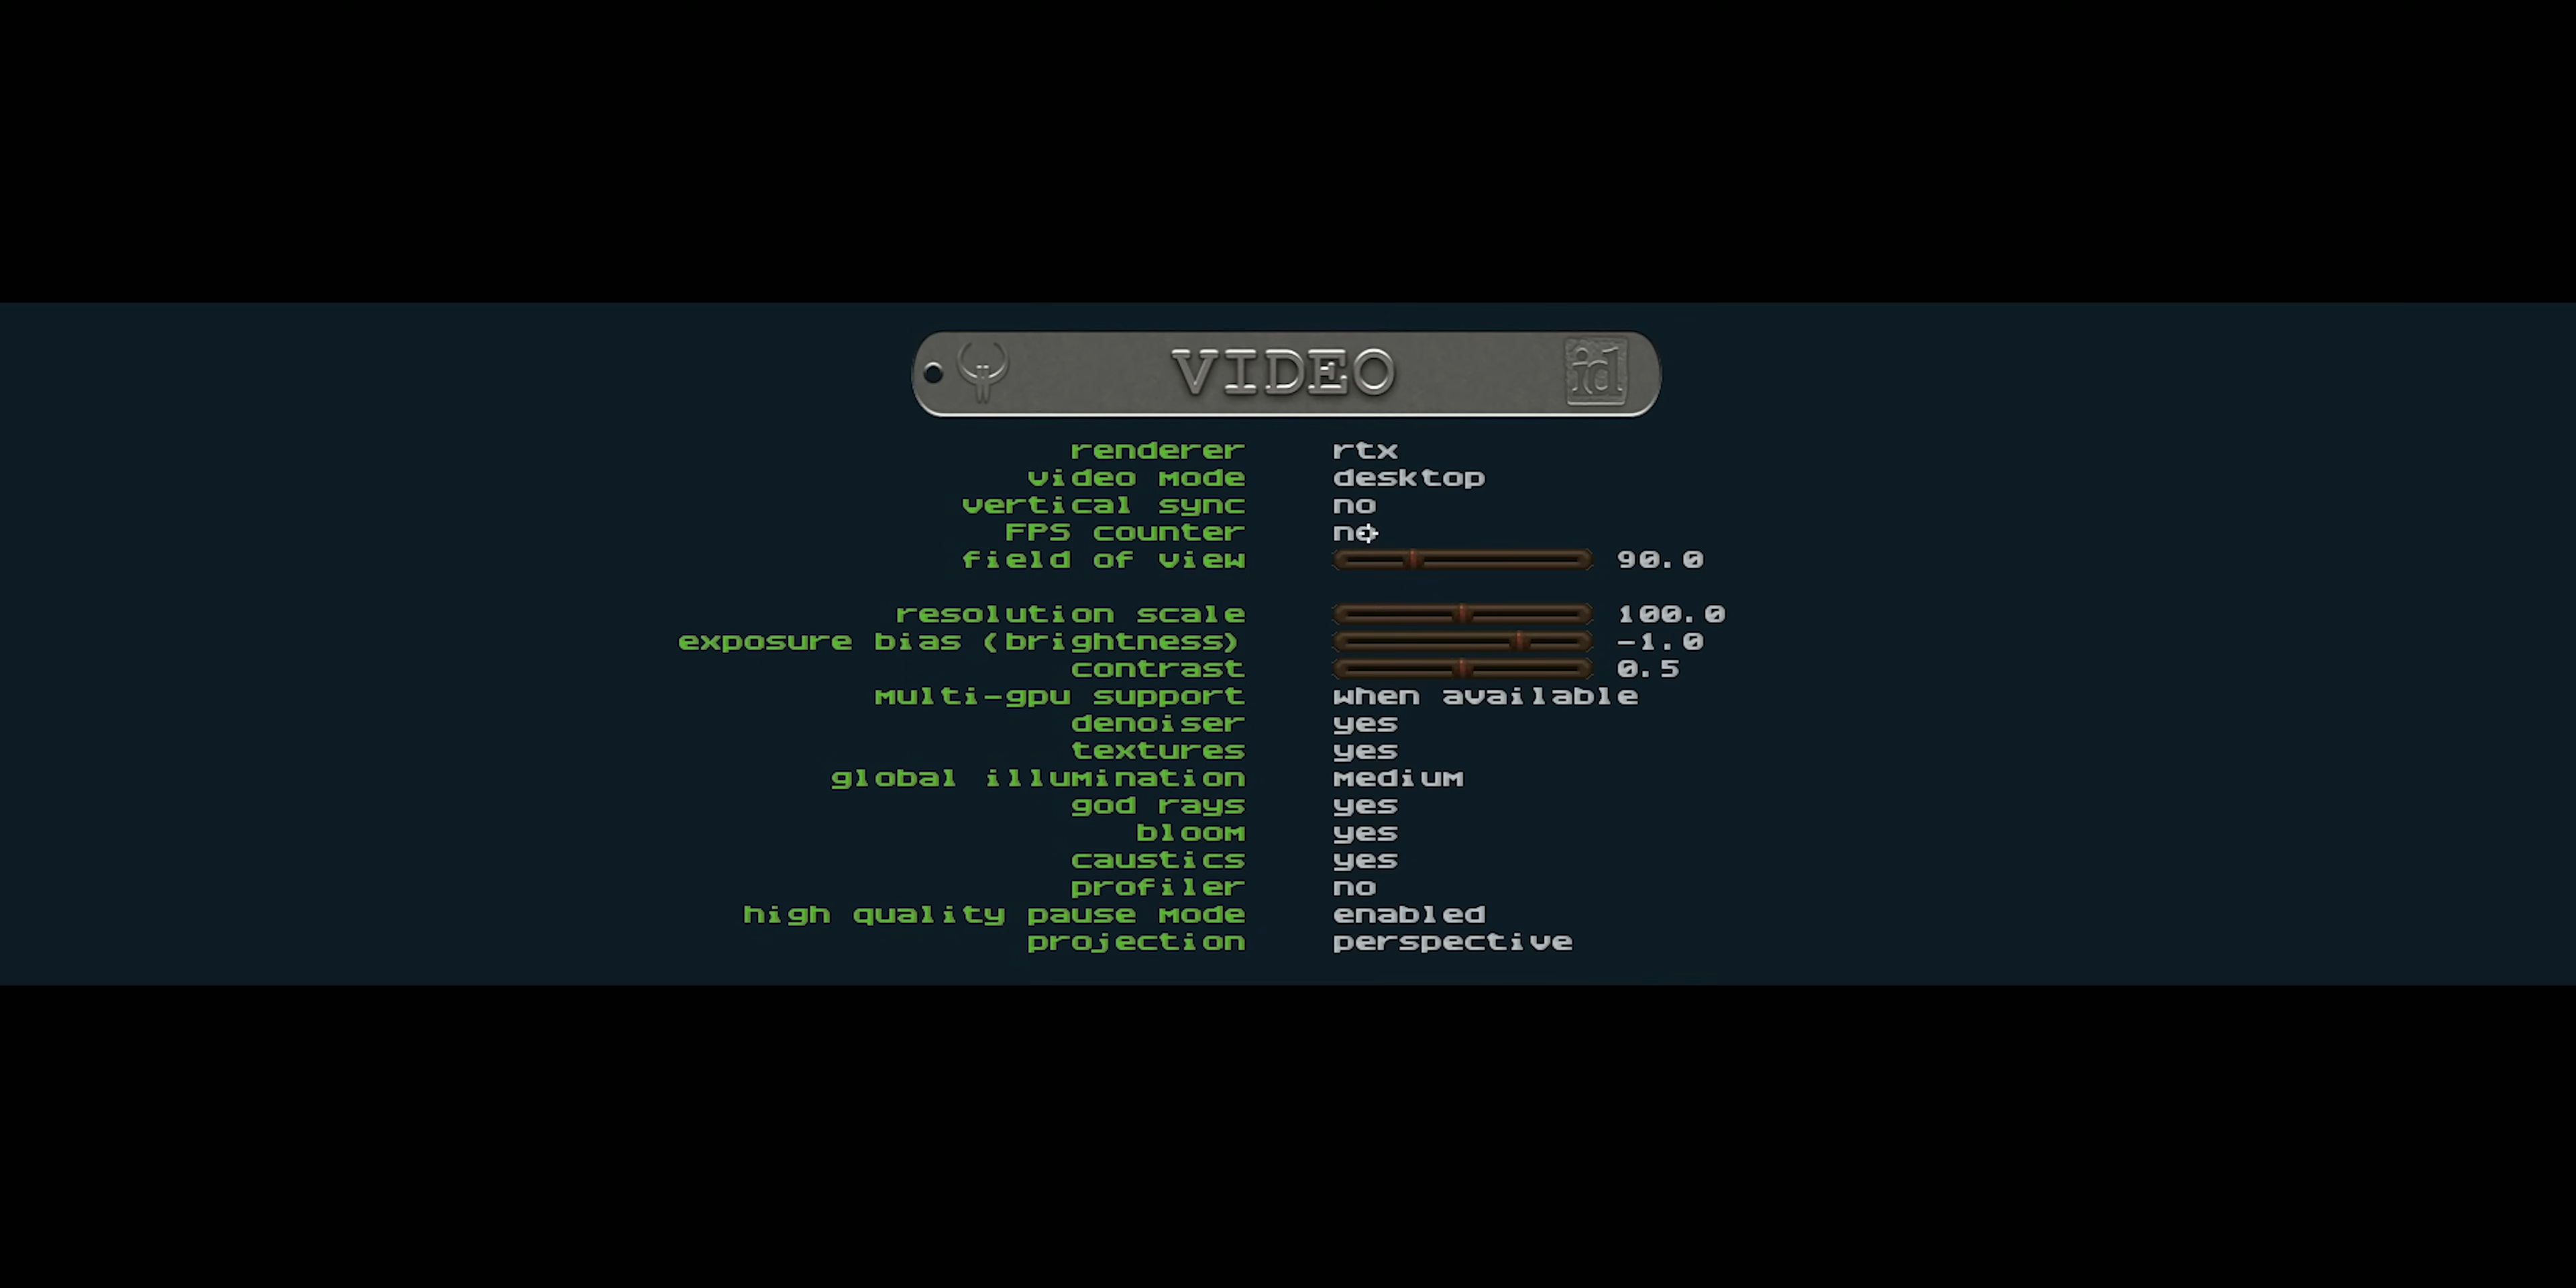 VIDEO
id
renderer rtx
video mode desktop
vertical sync no
FPS counter no
field of view 90.0
resolution scale 100.0
exposure bias (brightness) -1.0
contrast 0.5
multi-gpu support when available
denoiser yes
textures yes
global illumination medium
god rays yes
bloom yes
caustics yes
profiler no
high quality pause mode enabled
projection perspective